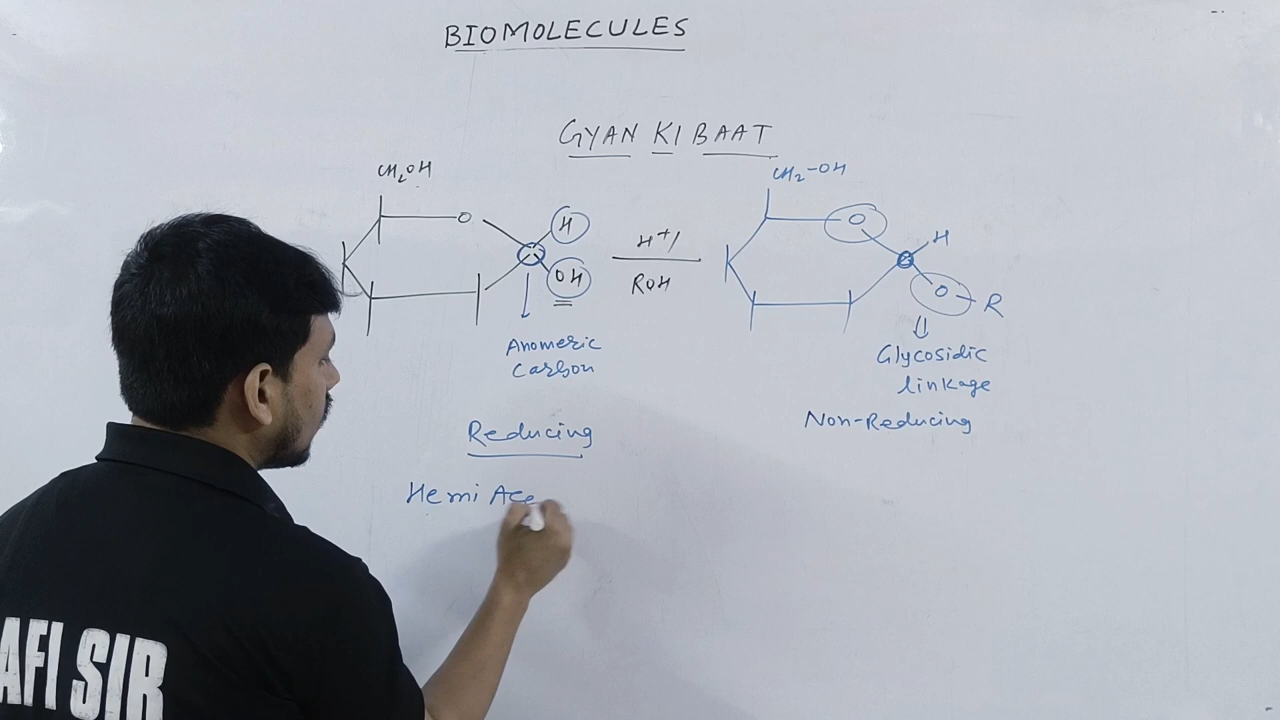 BIOMOLECULES
GYAN KI BAAT
CH2OH
CH2-OH
O
H
OH
H+/
ROH
O
H
O-R
Anomeric
Carbon
Glycosidic
linkage
Reducing
Non-Reducing
Hemi Ace
AFI SIR